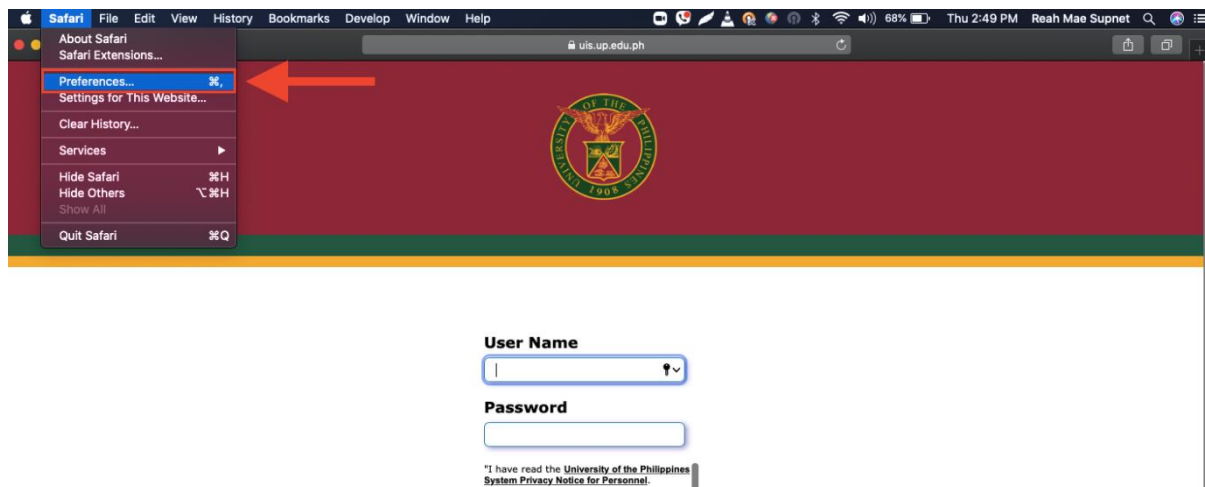 Safari File Edit View History Bookmarks Develop Window Help 68% Thu 2:49 PM Reah Mae Supnet
uis.up.edu.ph
About Safari
Safari Extensions...
Preferences... ⌘,
Settings for This Website...
Clear History...
Services
Hide Safari ⌘H
Hide Others ⌥⌘H
Show All
Quit Safari ⌘Q
UNIVERSITY OF THE PHILIPPINES
1908
User Name
Password
"I have read the University of the Philippines
System Privacy Notice for Personnel.